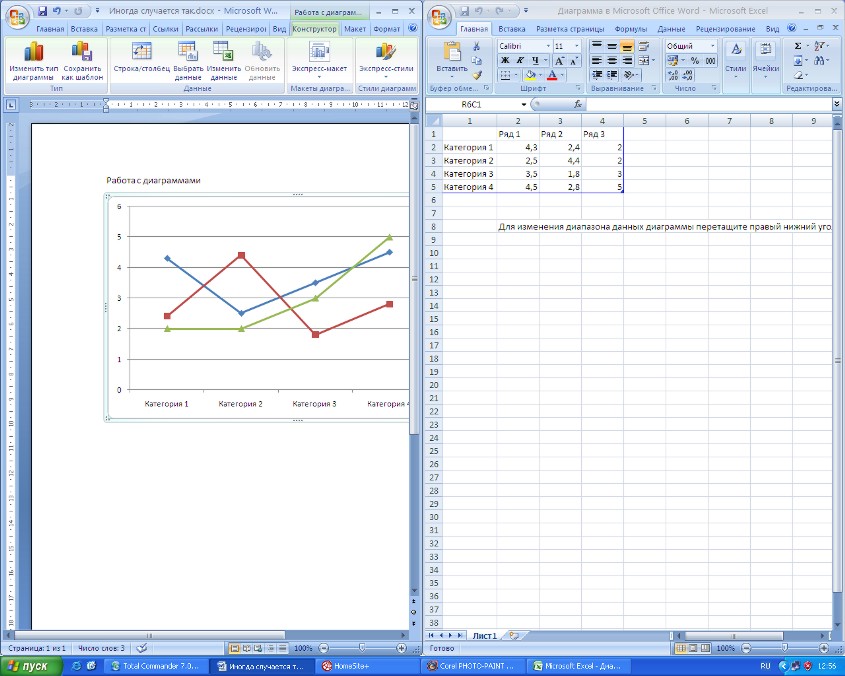 Иногда случается так.docx - Microsoft W...
Работа с диаграм...
Главная Вставка Разметка ст Ссылки Рассылки Рецензиро Вид Конструктор Макет Формат
Изменить тип диаграммы
Сохранить как шаблон
Строка/столбец
Выбрать данные
Изменить данные
Обновить данные
Экспресс-макет
Экспресс-стили
Тип Данные Макеты диагра... Стили диаграмм
Работа с диаграммами
6
5
4
3
2
1
0
Категория 1 Категория 2 Категория 3 Категория 4
Страница: 1 из 1 Число слов: 3 100%
Диаграмма в Microsoft Office Word - Microsoft Excel
Главная Вставка Разметка страницы Формулы Данные Рецензирование Вид
Вставить
Calibri 11
Ж К Ч
Общий
% 000
Стили
Ячейки
Буфер обме... Шрифт Выравнивание Число Редактирова...
R6C1 fx
1 2 3 4 5 6 7 8 9
1 Ряд 1 Ряд 2 Ряд 3
2 Категория 1 4,3 2,4 2
3 Категория 2 2,5 4,4 2
4 Категория 3 3,5 1,8 3
5 Категория 4 4,5 2,8 5
6
7
8 Для изменения диапазона данных диаграммы перетащите правый нижний уго
9
10
11
12
13
14
15
16
17
18
19
20
21
22
23
24
25
26
27
28
29
30
31
32
33
34
35
36
37
38
Лист1
Готово 100%
пуск Total Commander 7.0... Иногда случается т... HomeSite+ Corel PHOTO-PAINT ... Microsoft Excel - Диа... RU 12:56